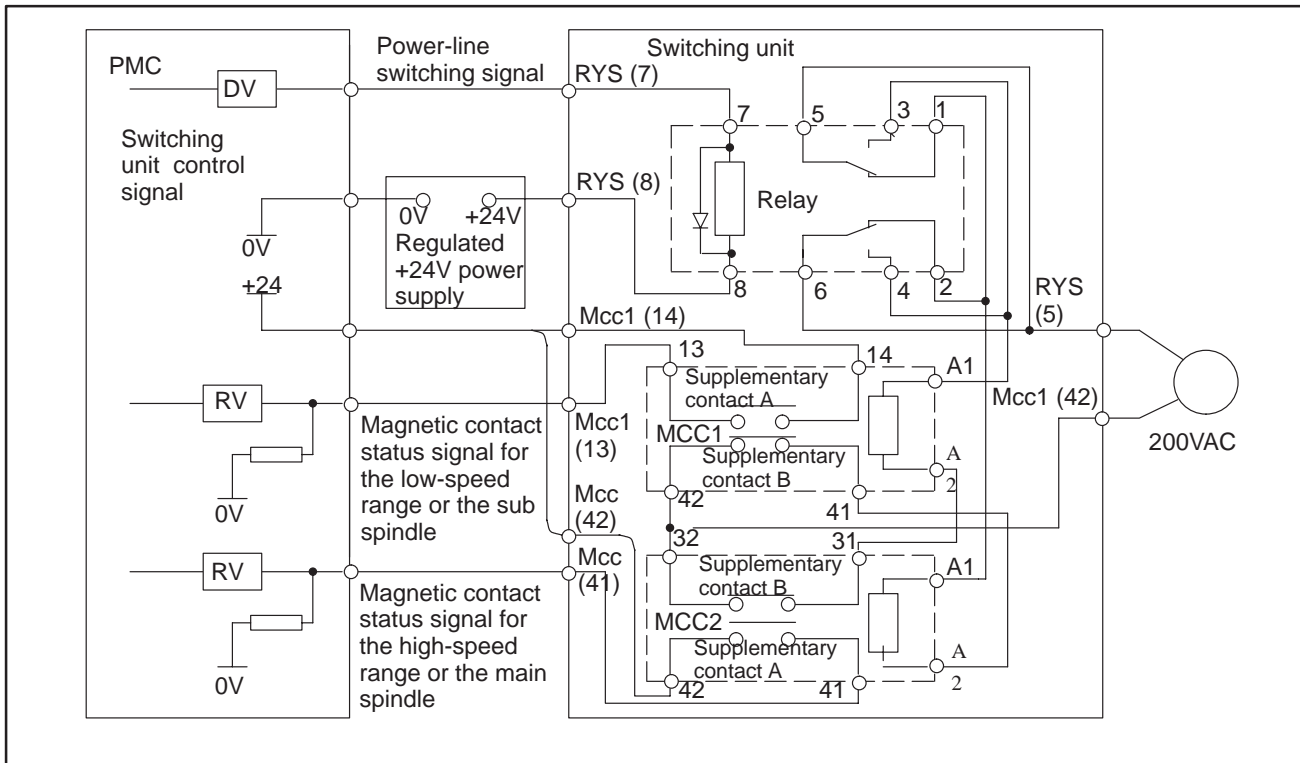 PMC
DV
Switching
unit control
signal
0V
+24
RV
0V
RV
0V
Power-line
switching signal
0V
+24V
Regulated
+24V power
supply
Magnetic contact
status signal for
the low-speed
range or the sub
spindle
Magnetic contact
status signal for
the high-speed
range or the main
spindle
Switching unit
RYS (7)
RYS (8)
Mcc1 (14)
Mcc1
(13)
Mcc
(42)
Mcc
(41)
7
5
3
1
Relay
8
6
4
2
RYS
(5)
13
14
Supplementary
contact A
MCC1
Supplementary
contact B
A1
A
2
42
41
Mcc1 (42)
200VAC
32
31
Supplementary
contact B
MCC2
Supplementary
contact A
A1
A
2
42
41